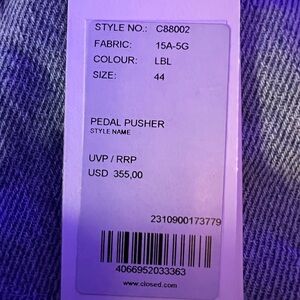 STYLE NO.: C88002
FABRIC: 15A-5G
COLOUR: LBL
SIZE: 44
PEDAL PUSHER
STYLE NAME
UVP / RRP
USD 355,00
2310900173779
4066952033363
www.closed.com